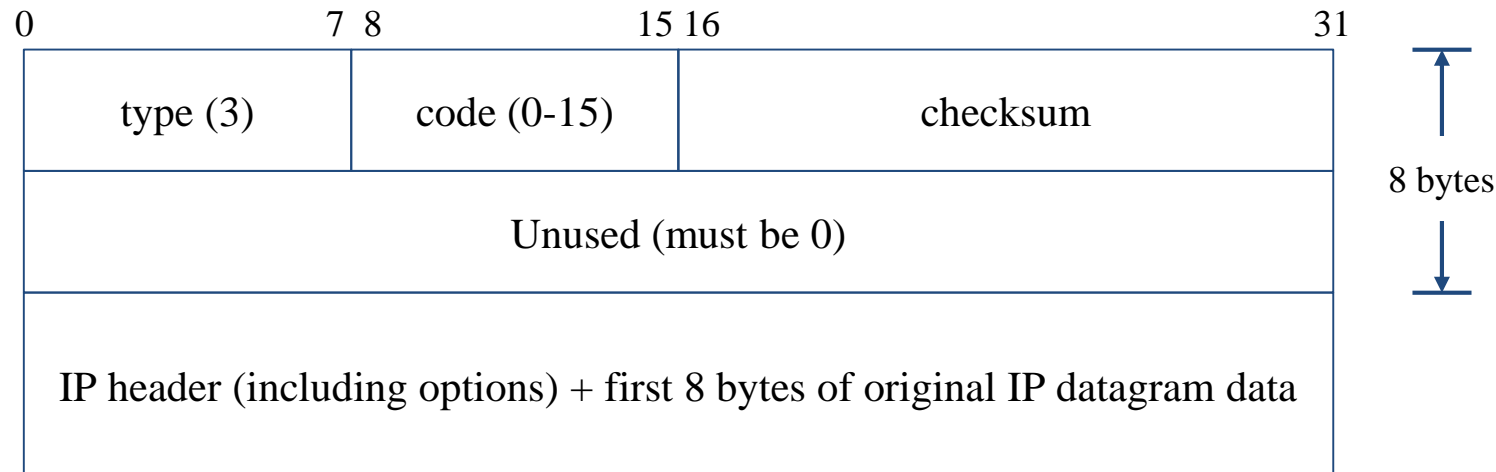 0 7 8 15 16 31
type (3) code (0-15) checksum
8 bytes
Unused (must be 0)
IP header (including options) + first 8 bytes of original IP datagram data